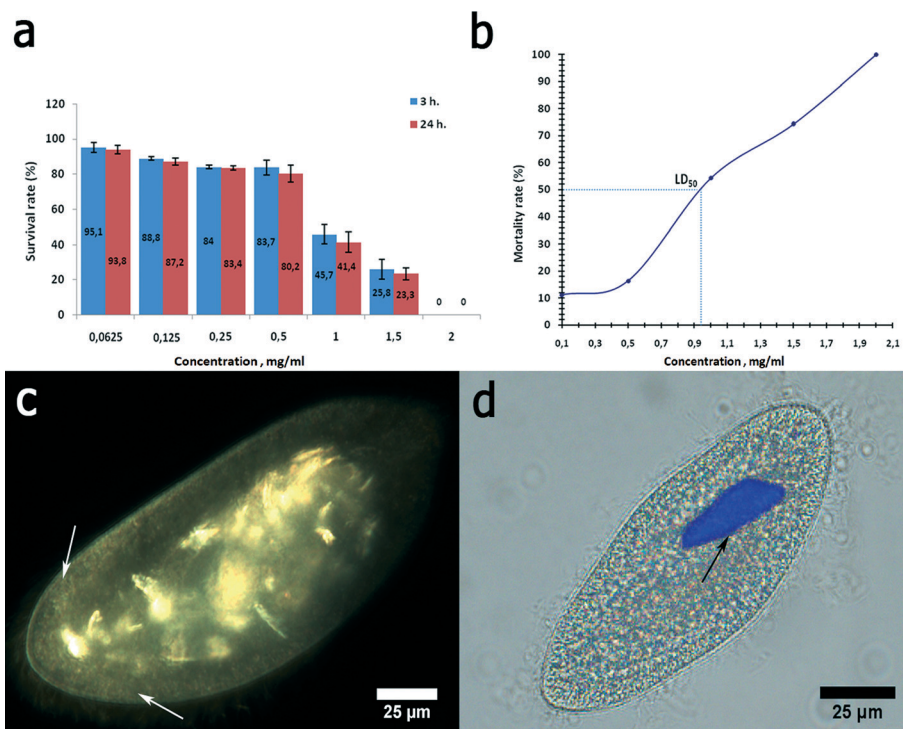 a
3 h.
24 h.
Survival rate (%)
120
100
80
60
40
20
0
95,1
93,8
88,8
87,2
84
83,4
83,7
80,2
45,7
41,4
25,8
23,3
0 0
0,0625 0,125 0,25 0,5 1 1,5 2
Concentration , mg/ml
b
Mortality rate (%)
100
90
80
70
60
50
40
30
20
10
0
LD50
0,1 0,3 0,5 0,7 0,9 1,1 1,1 1,5 1,7 1,9 2,1
Concentration , mg/ml
c
25 µm
d
25 µm